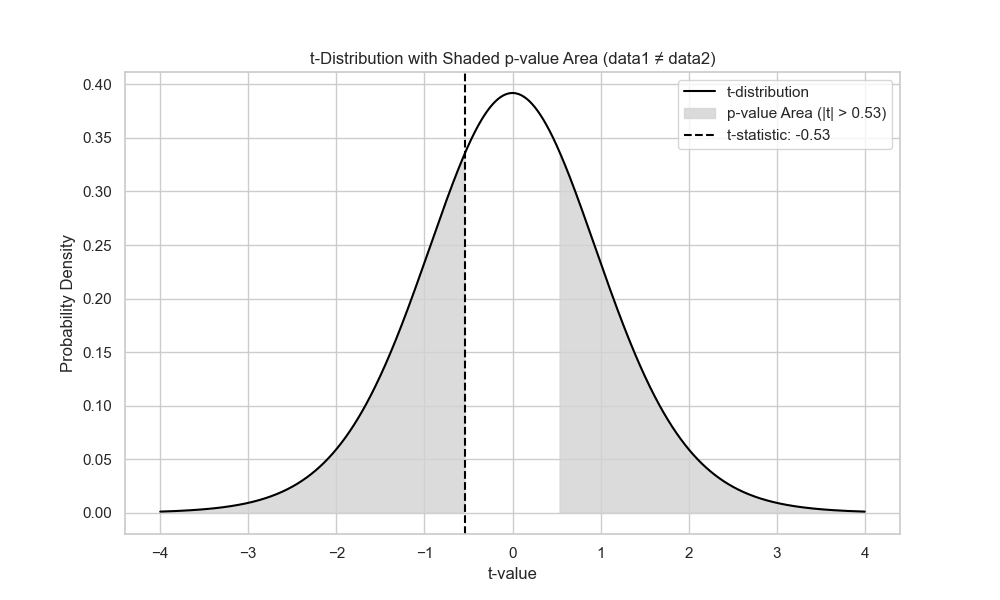 t-Distribution with Shaded p-value Area (data1 ≠ data2)
t-distribution
p-value Area (|t| > 0.53)
t-statistic: -0.53
Probability Density
0.40
0.35
0.30
0.25
0.20
0.15
0.10
0.05
0.00
−4 −3 −2 −1 0 1 2 3 4
t-value